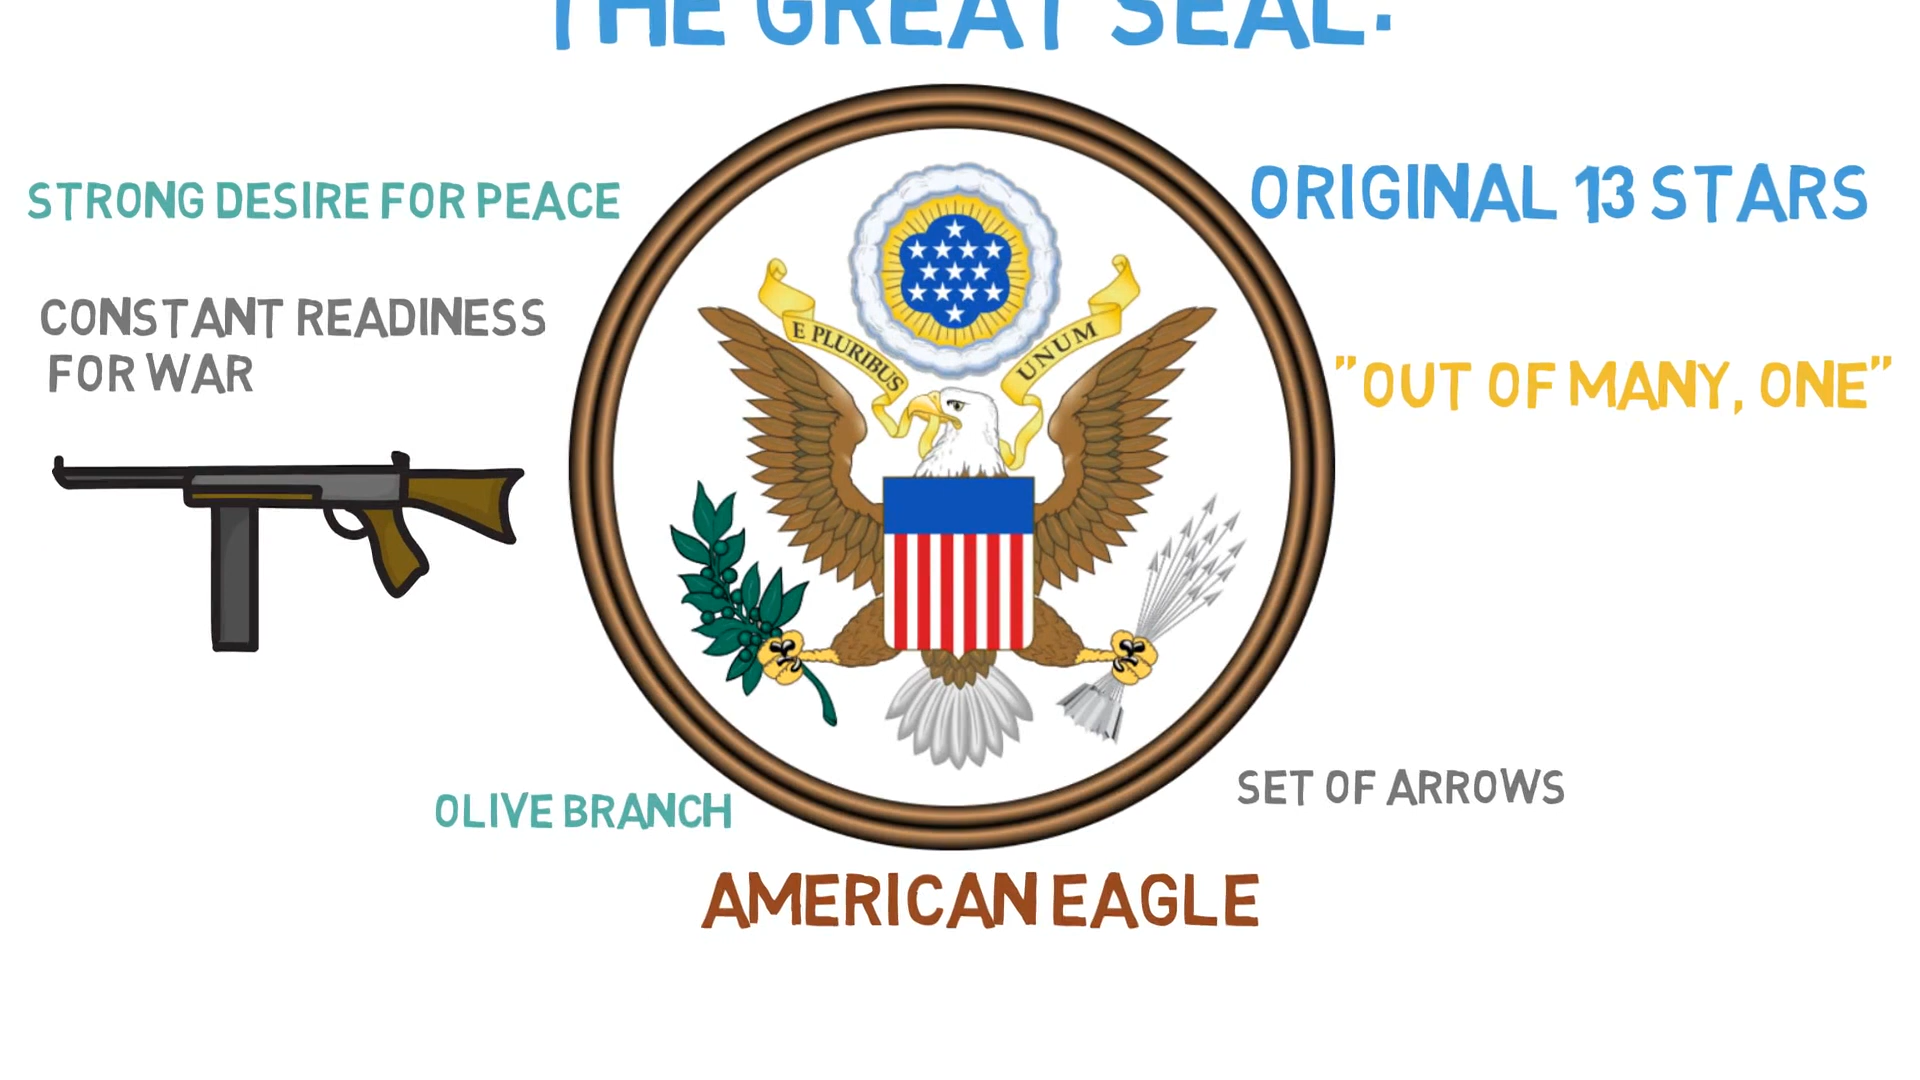 THE GREAT SEAL:
STRONG DESIRE FOR PEACE
ORIGINAL 13 STARS
CONSTANT READINESS
FOR WAR
E PLURIBUS UNUM
"OUT OF MANY, ONE"
OLIVE BRANCH
SET OF ARROWS
AMERICAN EAGLE